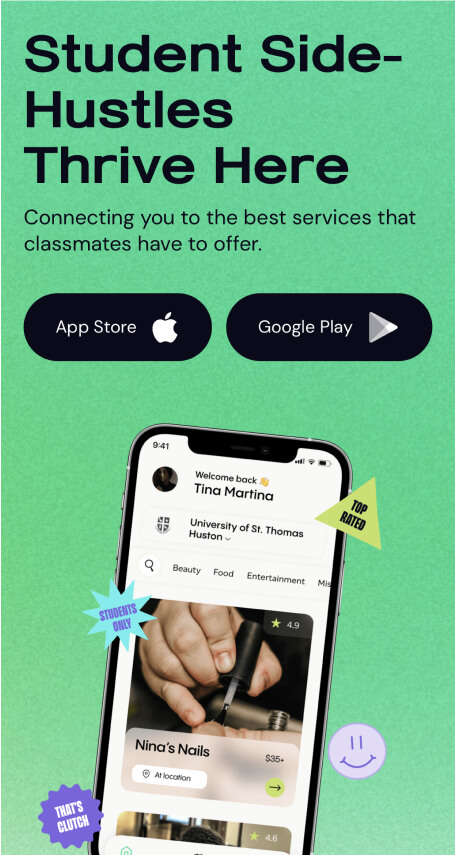 Student Side-
Hustles
Thrive Here
Connecting you to the best services that
classmates have to offer.
App Store
Google Play
9:41
Welcome back 👋
Tina Martina
TOP
RATED
University of St. Thomas
Huston
Beauty Food Entertainment Mis
STUDENTS
ONLY
4.9
Nina's Nails
$35+
At location
THAT'S
CLUTCH
4.6